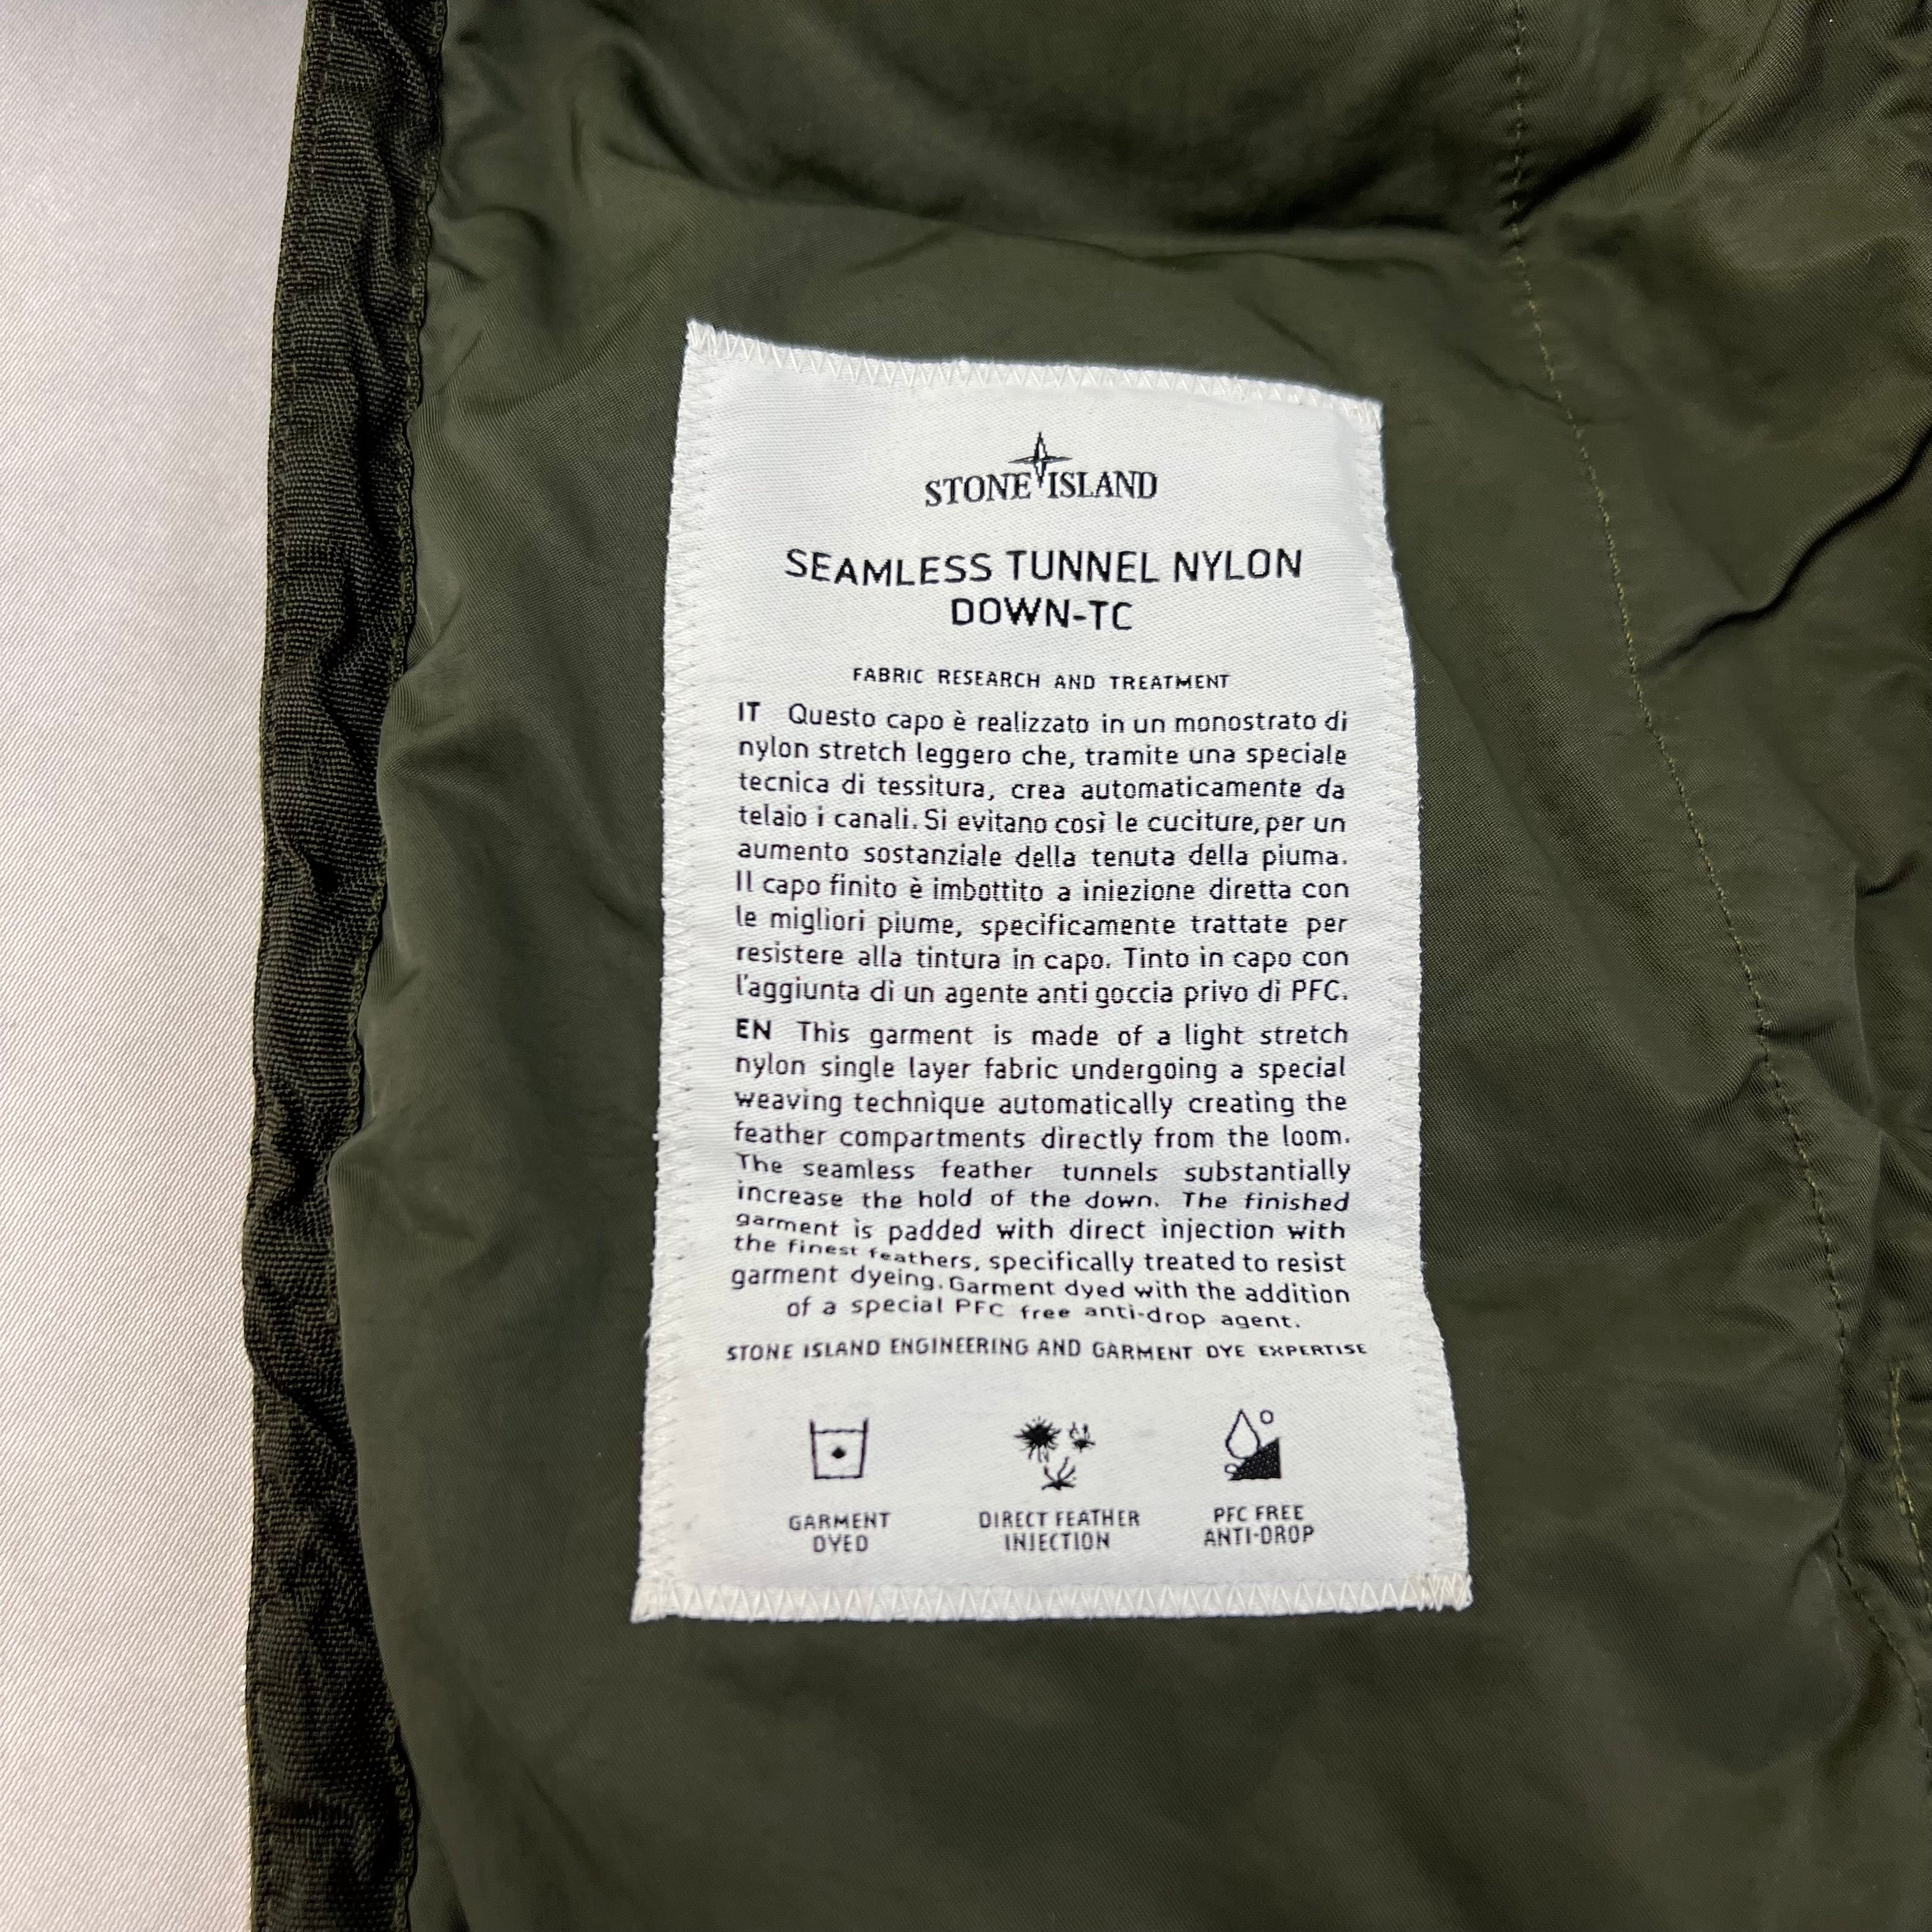 STONE ISLAND
SEAMLESS TUNNEL NYLON
DOWN-TC
FABRIC RESEARCH AND TREATMENT
IT Questo capo è realizzato in un monostrato di
nylon stretch leggero che, tramite una speciale
tecnica di tessitura, crea automaticamente da
telaio i canali. Si evitano così le cuciture, per un
aumento sostanziale della tenuta della piuma.
Il capo finito è imbottito a iniezione diretta con
le migliori piume, specificamente trattate per
resistere alla tintura in capo. Tinto in capo con
l'aggiunta di un agente anti goccia privo di PFC.
EN This garment is made of a light stretch
nylon single layer fabric undergoing a special
weaving technique automatically creating the
feather compartments directly from the loom.
The seamless feather tunnels substantially
increase the hold of the down. The finished
garment is padded with direct injection with
the finest feathers, specifically treated to resist
garment dyeing. Garment dyed with the addition
of a special PFC free anti-drop agent.
STONE ISLAND ENGINEERING AND GARMENT DYE EXPERTISE
GARMENT
DYED
DIRECT FEATHER
INJECTION
PFC FREE
ANTI-DROP